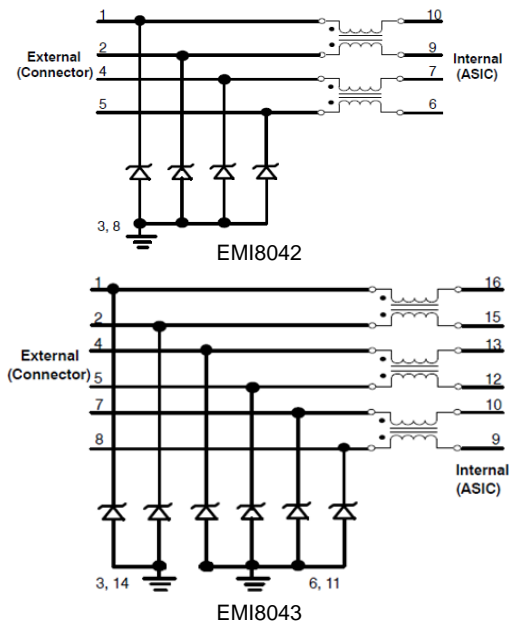 1
10
2
9
External
(Connector)
Internal
(ASIC)
4
7
5
6
3, 8
EMI8042
1
16
2
15
4
13
External
(Connector)
5
12
7
10
8
9
Internal
(ASIC)
3, 14
6, 11
EMI8043